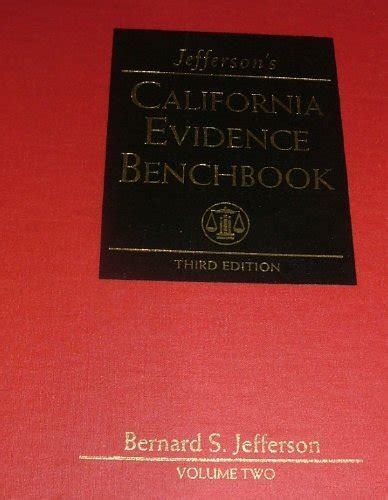 Jefferson's
CALIFORNIA
EVIDENCE
BENCHBOOK
THIRD EDITION
Bernard S. Jefferson
VOLUME TWO